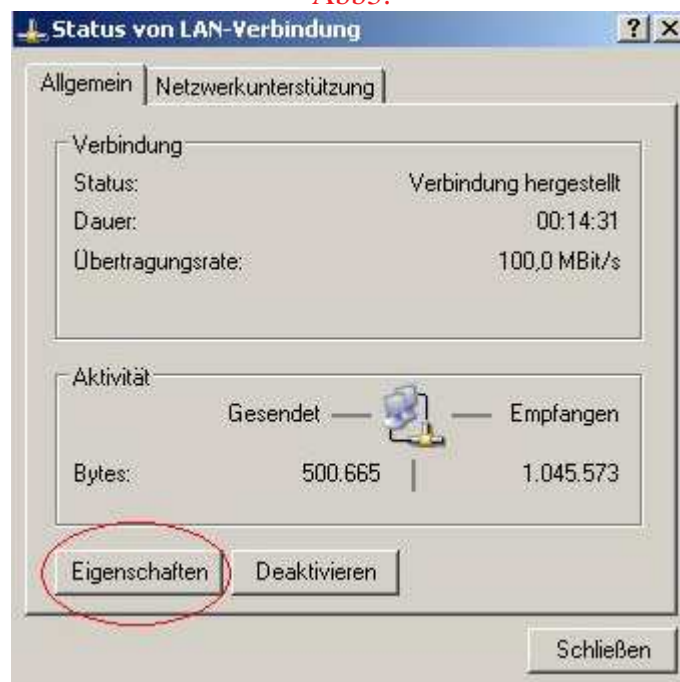 Abb3:
Status von LAN-Verbindung
Allgemein Netzwerkunterstützung
Verbindung
Status: Verbindung hergestellt
Dauer: 00:14:31
Übertragungsrate: 100,0 MBit/s
Aktivität
Gesendet Empfangen
Bytes: 500.665 1.045.573
Eigenschaften Deaktivieren
Schließen